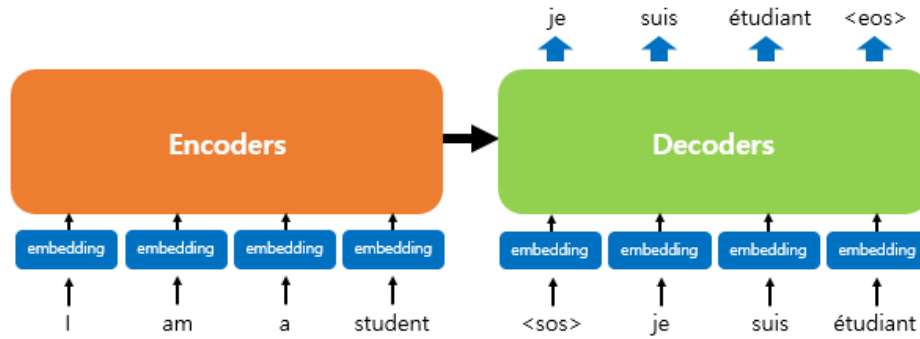 je suis étudiant <eos>
Encoders
Decoders
embedding embedding embedding embedding
embedding embedding embedding embedding
I am a student
<sos> je suis étudiant